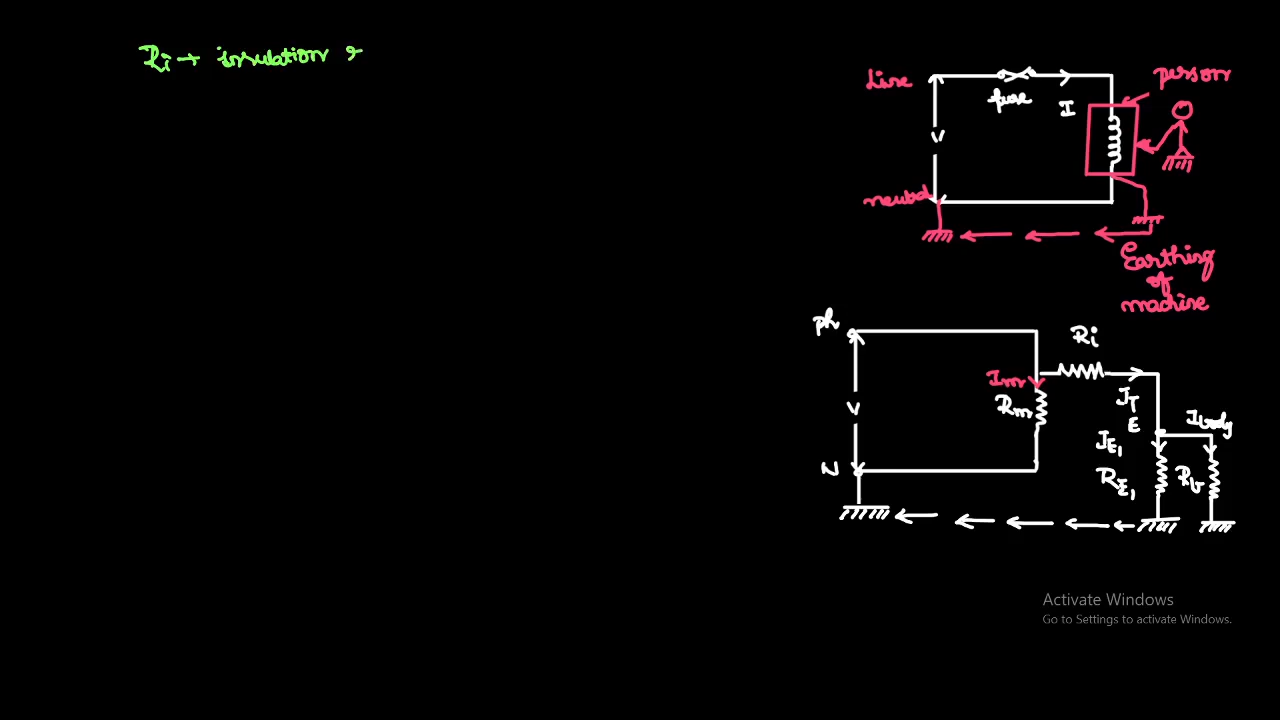 Ri → insulation r
Line
fuse
I
person
V
neutral
Earthing
of
machine
ph
Ri
Im
Rm
IT
E
V
Ibody
IE1
RE1
Rb
N
Activate Windows
Go to Settings to activate Windows.